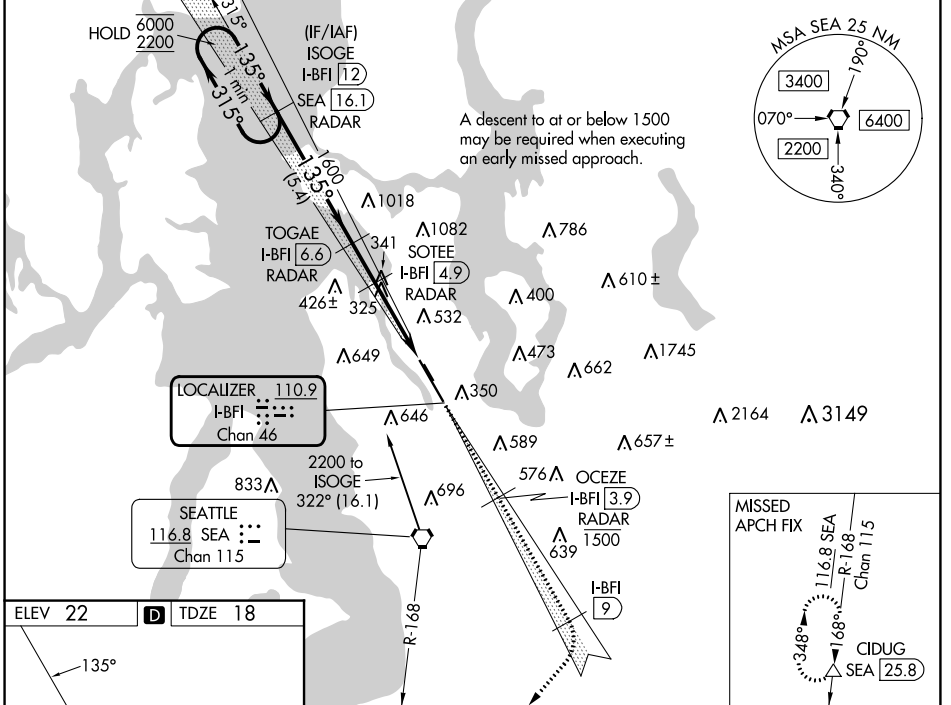 315°
HOLD 6000
2200
135°
1 min
315°
(IF/IAF)
ISOGE
I-BFI 12
SEA 16.1
RADAR
MSA SEA 25 NM
190°
3400
070°
6400
2200
340°
A descent to at or below 1500
may be required when executing
an early missed approach.
1600
135°
(5.4)
1018
TOGAE
I-BFI 6.6
RADAR
341
1082
786
SOTEE
I-BFI 4.9
RADAR
426±
325
400
610±
532
649
473
662
1745
LOCALIZER 110.9
I-BFI
Chan 46
350
646
2164
3149
589
657±
2200 to
ISOGE
322° (16.1)
576
OCEZE
I-BFI 3.9
RADAR
1500
833
696
639
SEATTLE
116.8 SEA
Chan 115
I-BFI
9
R-168
MISSED
APCH FIX
116.8 SEA
R-168
Chan 115
348°
168°
CIDUG
SEA 25.8
ELEV 22
D
TDZE 18
135°